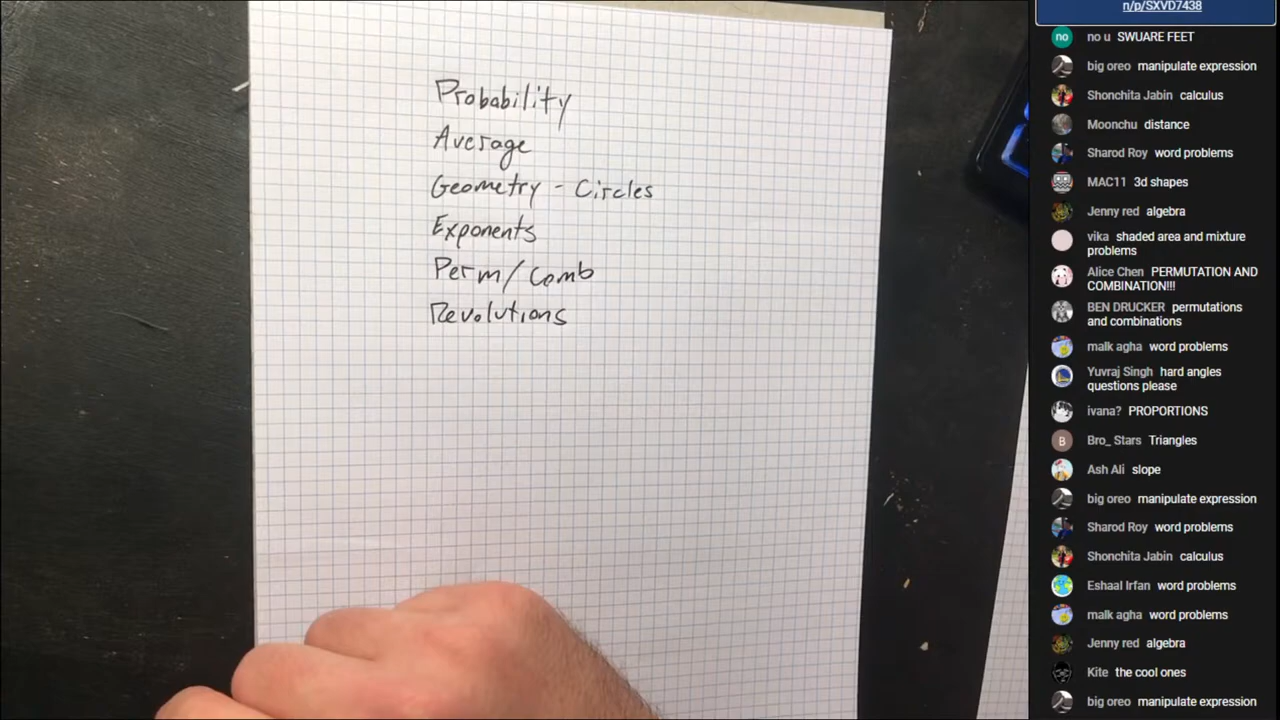 Probability
Average
Geometry - Circles
Exponents
Perm/Comb
Revolutions
n/p/SXVD7438
no no u SWUARE FEET
big oreo manipulate expression
Shonchita Jabin calculus
Moonchu distance
Sharod Roy word problems
MAC11 3d shapes
Jenny red algebra
vika shaded area and mixture
problems
Alice Chen PERMUTATION AND
COMBINATION!!!
BEN DRUCKER permutations
and combinations
malk agha word problems
Yuvraj Singh hard angles
questions please
ivana? PROPORTIONS
B Bro_ Stars Triangles
Ash Ali slope
big oreo manipulate expression
Sharod Roy word problems
Shonchita Jabin calculus
Eshaal Irfan word problems
malk agha word problems
Jenny red algebra
Kite the cool ones
big oreo manipulate expression